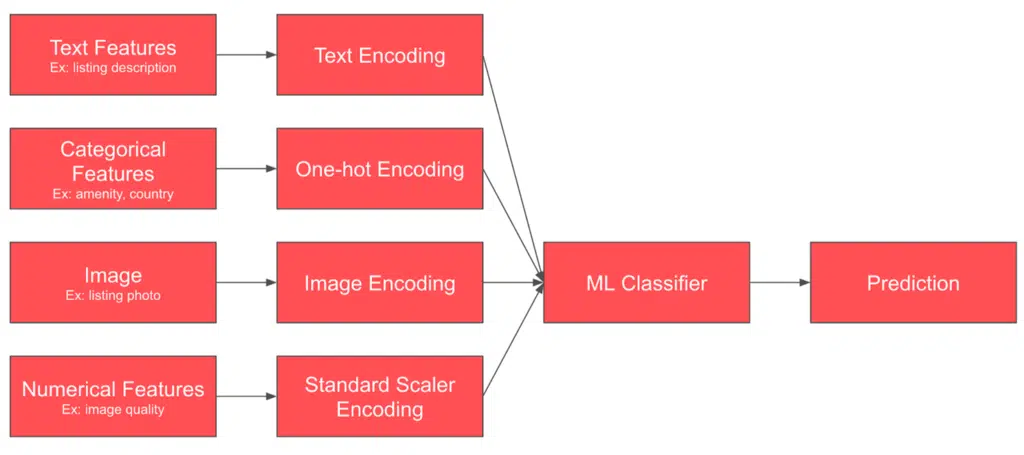 Text Features
Ex: listing description
Text Encoding
Categorical
Features
Ex: amenity, country
One-hot Encoding
Image
Ex: listing photo
Image Encoding
ML Classifier
Prediction
Numerical Features
Ex: image quality
Standard Scaler
Encoding